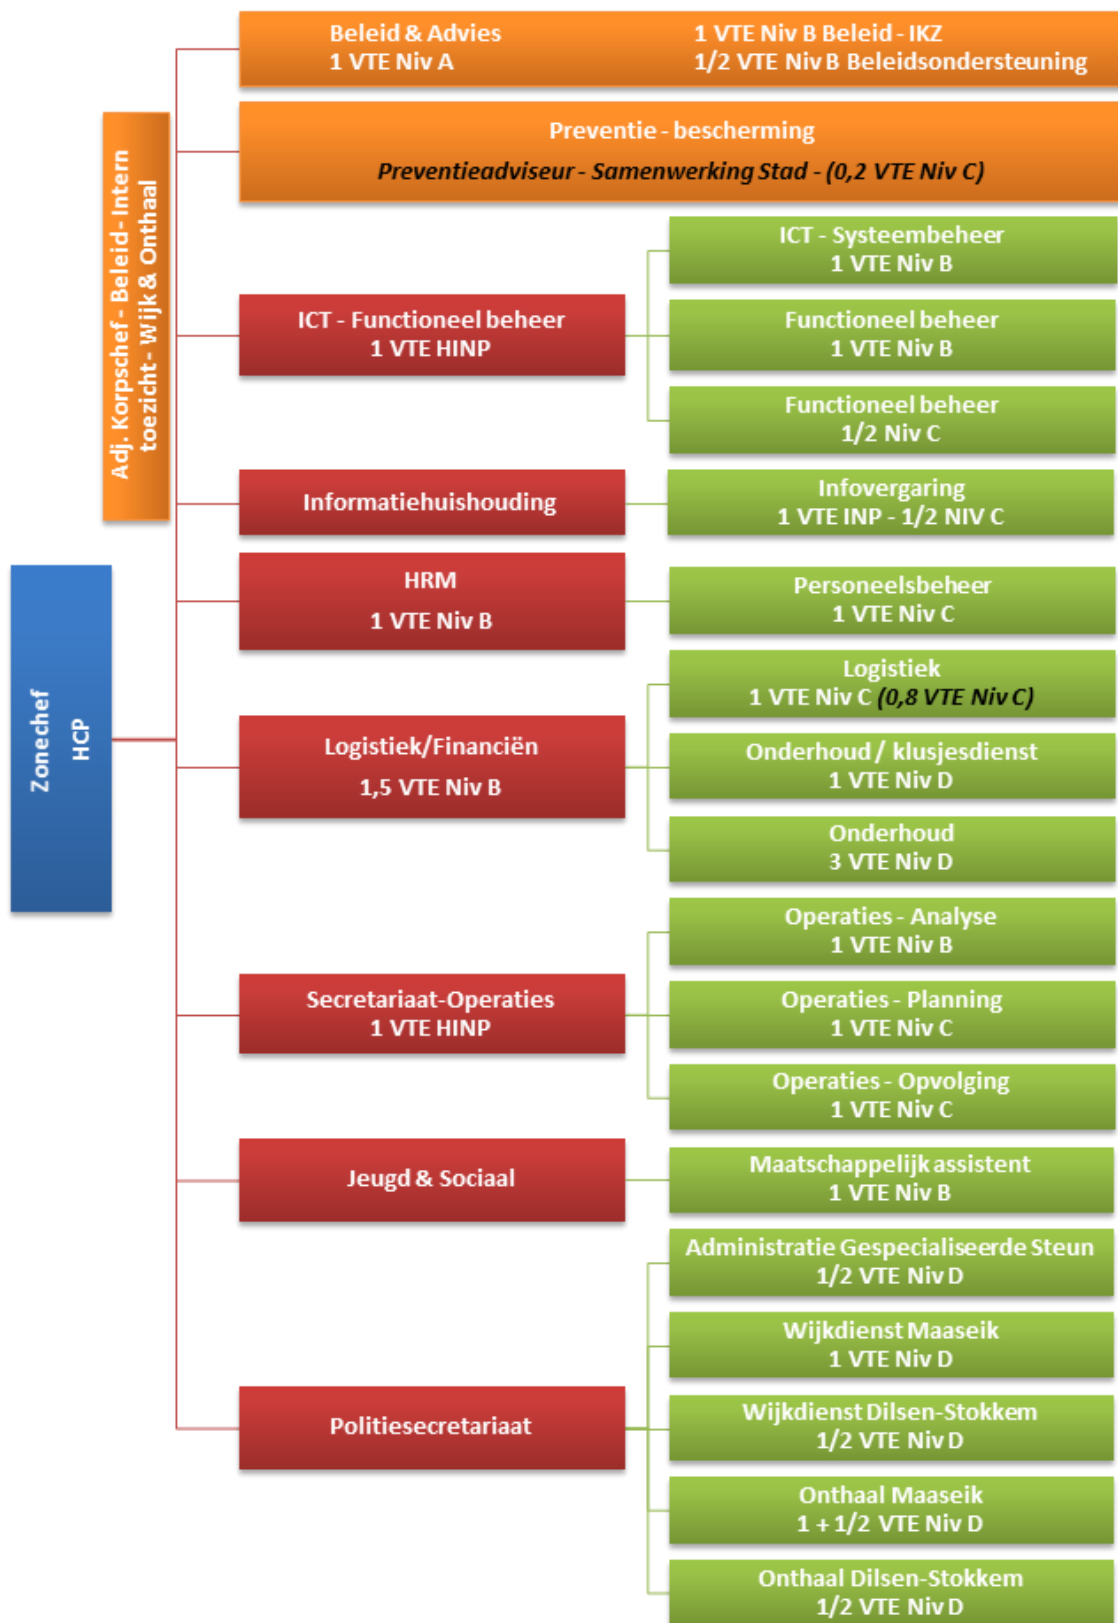 Zonechef
HCP
Adj. Korpschef - Beleid - Intern
toezicht - Wijk & Onthaal
Beleid & Advies
1 VTE Niv A
1 VTE Niv B Beleid - IKZ
1/2 VTE Niv B Beleidsondersteuning
Preventie - bescherming
Preventieadviseur - Samenwerking Stad - (0,2 VTE Niv C)
ICT - Functioneel beheer
1 VTE HINP
ICT - Systeembeheer
1 VTE Niv B
Functioneel beheer
1 VTE Niv B
Functioneel beheer
1/2 Niv C
Informatiehuishouding
Infovergaring
1 VTE INP - 1/2 NIV C
HRM
1 VTE Niv B
Personeelsbeheer
1 VTE Niv C
Logistiek/Financiën
1,5 VTE Niv B
Logistiek
1 VTE Niv C (0,8 VTE Niv C)
Onderhoud / klusjesdienst
1 VTE Niv D
Onderhoud
3 VTE Niv D
Secretariaat-Operaties
1 VTE HINP
Operaties - Analyse
1 VTE Niv B
Operaties - Planning
1 VTE Niv C
Operaties - Opvolging
1 VTE Niv C
Jeugd & Sociaal
Maatschappelijk assistent
1 VTE Niv B
Politiesecretariaat
Administratie Gespecialiseerde Steun
1/2 VTE Niv D
Wijkdienst Maaseik
1 VTE Niv D
Wijkdienst Dilsen-Stokkem
1/2 VTE Niv D
Onthaal Maaseik
1 + 1/2 VTE Niv D
Onthaal Dilsen-Stokkem
1/2 VTE Niv D